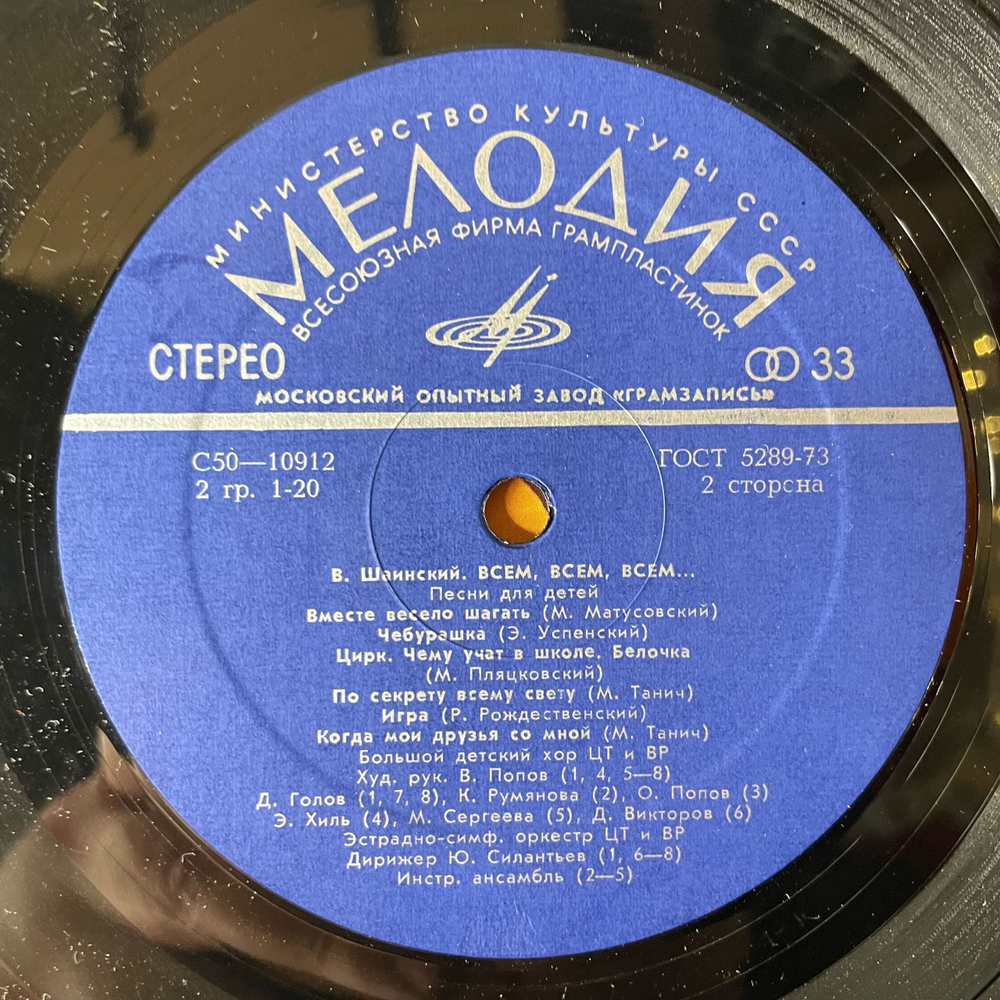 МИНИСТЕРСТВО КУЛЬТУРЫ СССР
МЕЛОДИЯ
ВСЕСОЮЗНАЯ ФИРМА ГРАМПЛАСТИНОК
СТЕРЕО
33
МОСКОВСКИЙ ОПЫТНЫЙ ЗАВОД «ГРАМЗАПИСЬ»
С50—10912
ГОСТ 5289-73
2 гр. 1-20
2 сторсна
В. Шаинский. ВСЕМ, ВСЕМ, ВСЕМ...
Песни для детей
Вместе весело шагать (М. Матусовский)
Чебурашка (Э. Успенский)
Цирк. Чему учат в школе. Белочка
(М. Пляцковский)
По секрету всему свету (М. Танич)
Игра (Р. Рождественский)
Когда мои друзья со мной (М. Танич)
Большой детский хор ЦТ и ВР
Худ. рук. В. Попов (1, 4, 5—8)
Д. Голов (1, 7, 8), К. Румянова (2), О. Попов (3)
Э. Хиль (4), М. Сергеева (5), Д. Викторов (6)
Эстрадно-симф. оркестр ЦТ и ВР
Дирижер Ю. Силантьев (1, 6—8)
Инстр. ансамбль (2—5)